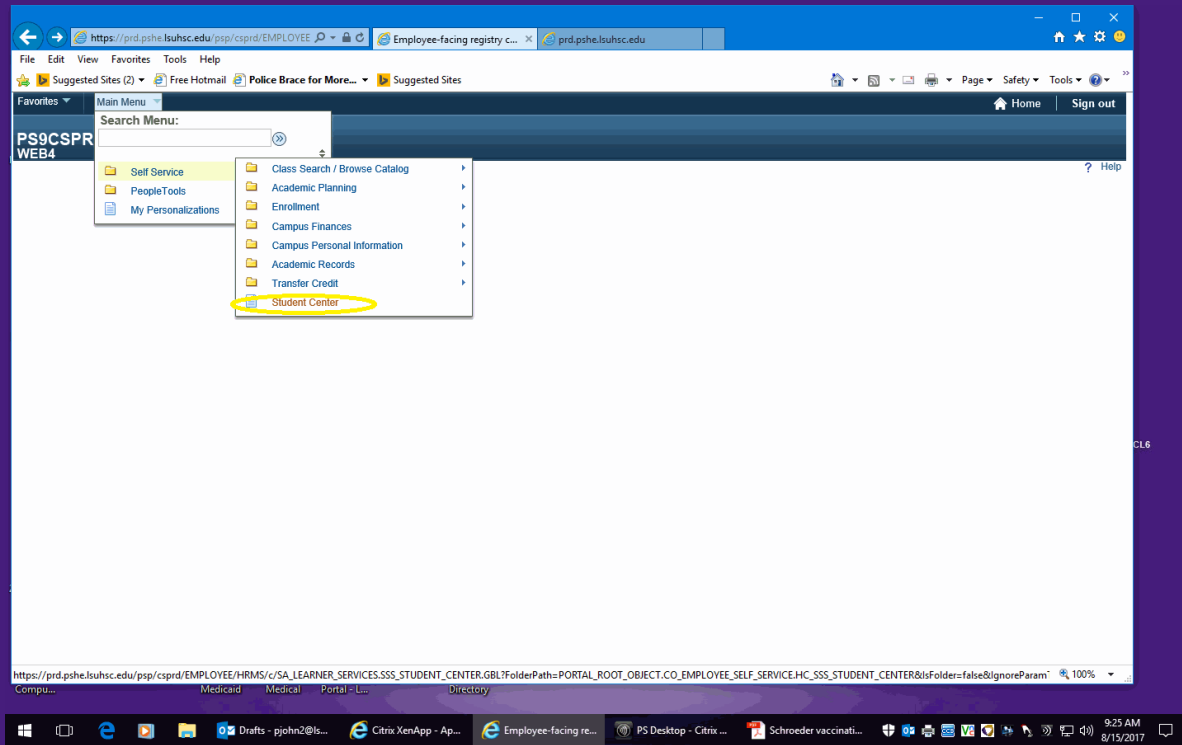 https://prd.pshe.lsuhsc.edu/psp/csprd/EMPLOYEE
Employee-facing registry c...
prd.pshe.lsuhsc.edu
File Edit View Favorites Tools Help
Suggested Sites (2) Free Hotmail Police Brace for More... Suggested Sites
Page Safety Tools
Favorites Main Menu Home Sign out
Search Menu:
PS9CSPR
WEB4
Help
Self Service
PeopleTools
My Personalizations
Class Search / Browse Catalog
Academic Planning
Enrollment
Campus Finances
Campus Personal Information
Academic Records
Transfer Credit
Student Center
CL6
https://prd.pshe.lsuhsc.edu/psp/csprd/EMPLOYEE/HRMS/c/SA_LEARNER_SERVICES.SSS_STUDENT_CENTER.GBL?FolderPath=PORTAL_ROOT_OBJECT.CO_EMPLOYEE_SELF_SERVICE.HC_SSS_STUDENT_CENTER&IsFolder=false&IgnoreParam 100%
Compu... Medicaid Medical Portal - L... Directory
Drafts - pjohn2@ls... Citrix XenApp - Ap... Employee-facing re... PS Desktop - Citrix ... Schroeder vaccinati...
9:25 AM
8/15/2017